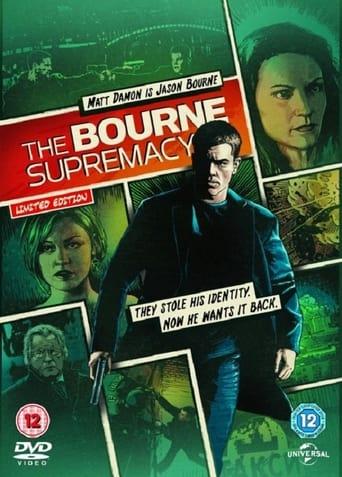 MATT DAMON IS JASON BOURNE
THE BOURNE
SUPREMACY
LIMITED EDITION
THEY STOLE HIS IDENTITY.
NOW HE WANTS IT BACK.
12
DVD
VIDEO
12
UNIVERSAL
ТАКСИ